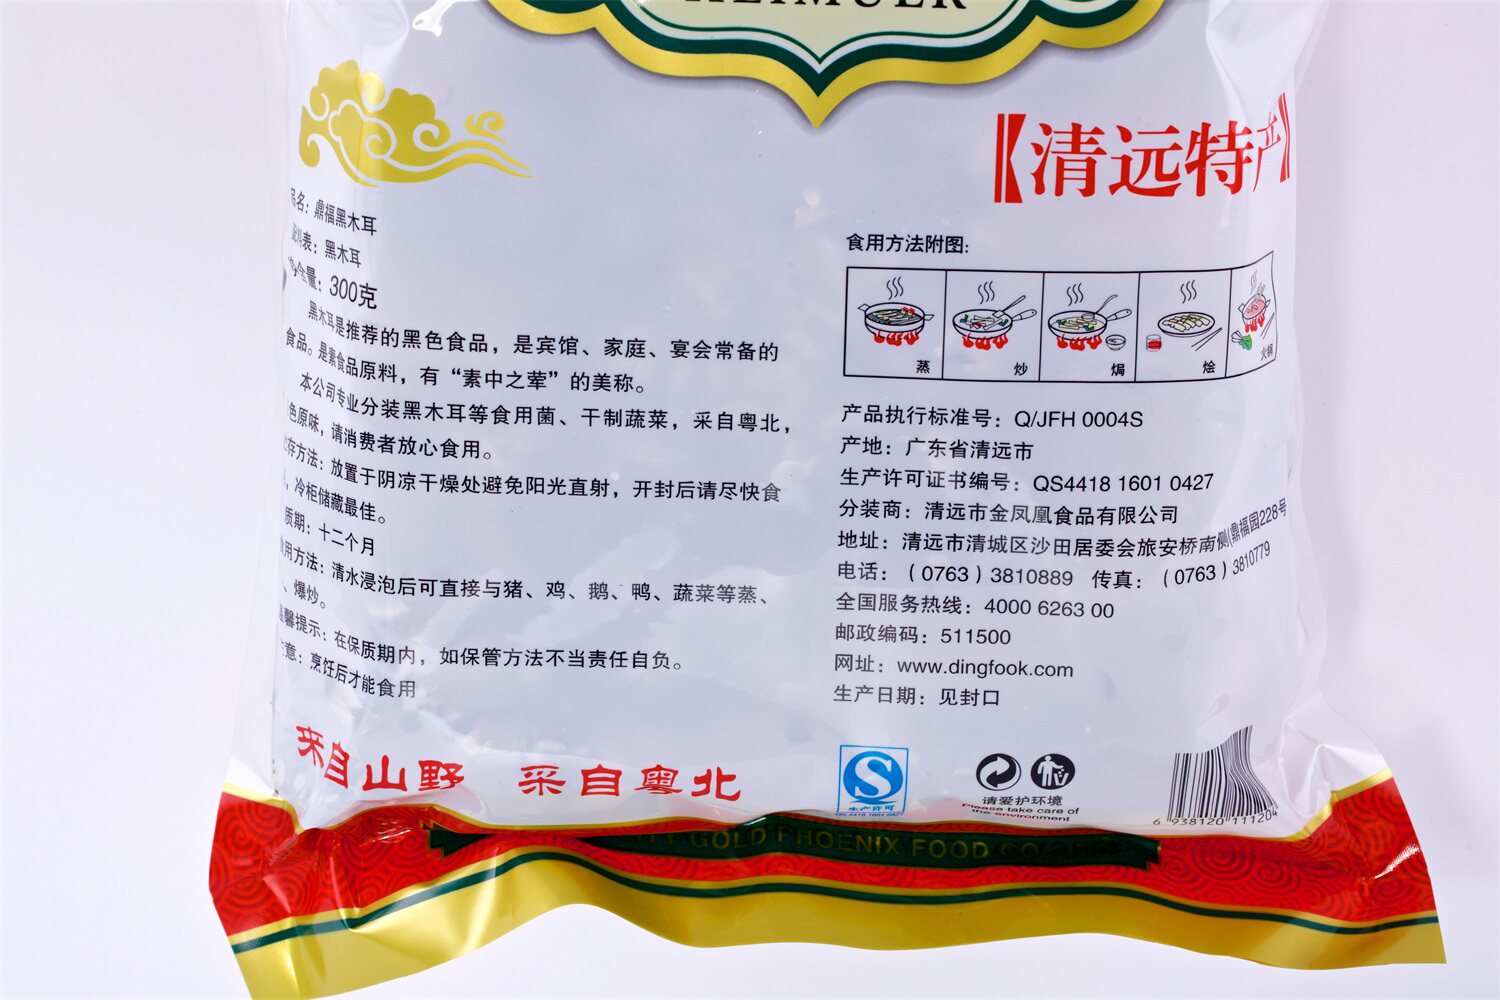 HEIMUER
【清远特产】
品名：鼎福黑木耳
配料表：黑木耳
净含量：300克
黑木耳是推荐的黑色食品，是宾馆、家庭、宴会常备的
食品。是素食品原料，有“素中之荤”的美称。
本公司专业分装黑木耳等食用菌、干制蔬菜，采自粤北，
色原味，请消费者放心食用。
存方法：放置于阴凉干燥处避免阳光直射，开封后请尽快食
，冷柜储藏最佳。
质期：十二个月
食用方法：清水浸泡后可直接与猪、鸡、鹅、鸭、蔬菜等蒸、
、爆炒。
温馨提示：在保质期内，如保管方法不当责任自负。
意：烹饪后才能食用
来自山野 采自粤北
食用方法附图：
蒸 炒 焗 烩 火锅
产品执行标准号：Q/JFH 0004S
产地：广东省清远市
生产许可证书编号：QS4418 1601 0427
分装商：清远市金凤凰食品有限公司
地址：清远市清城区沙田居委会旅安桥南侧(鼎福园228号
电话：（0763）3810889 传真：（0763）3810779
全国服务热线：4000 6263 00
邮政编码：511500
网址：www.dingfook.com
生产日期：见封口
生产许可
QS 4418 1601 0427
请爱护环境
Please take care of
the environment
6 938120 111204
GOLD PHOENIX FOOD CO